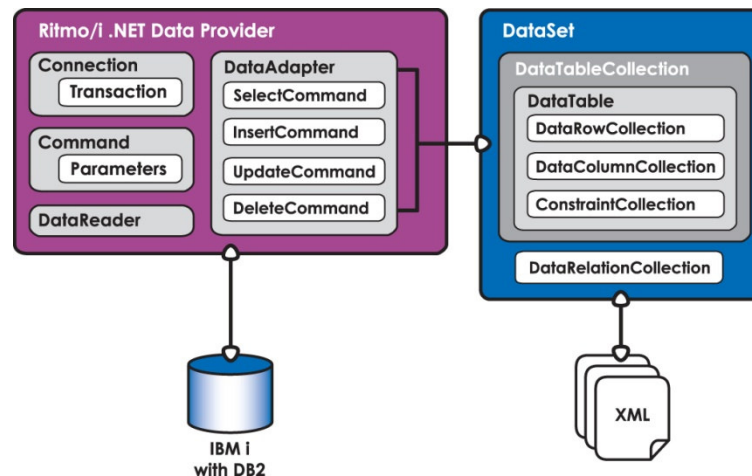 Ritmo/i .NET Data Provider
Connection
Transaction
Command
Parameters
DataReader
DataAdapter
SelectCommand
InsertCommand
UpdateCommand
DeleteCommand
DataSet
DataTableCollection
DataTable
DataRowCollection
DataColumnCollection
ConstraintCollection
DataRelationCollection
IBM i
with DB2
XML